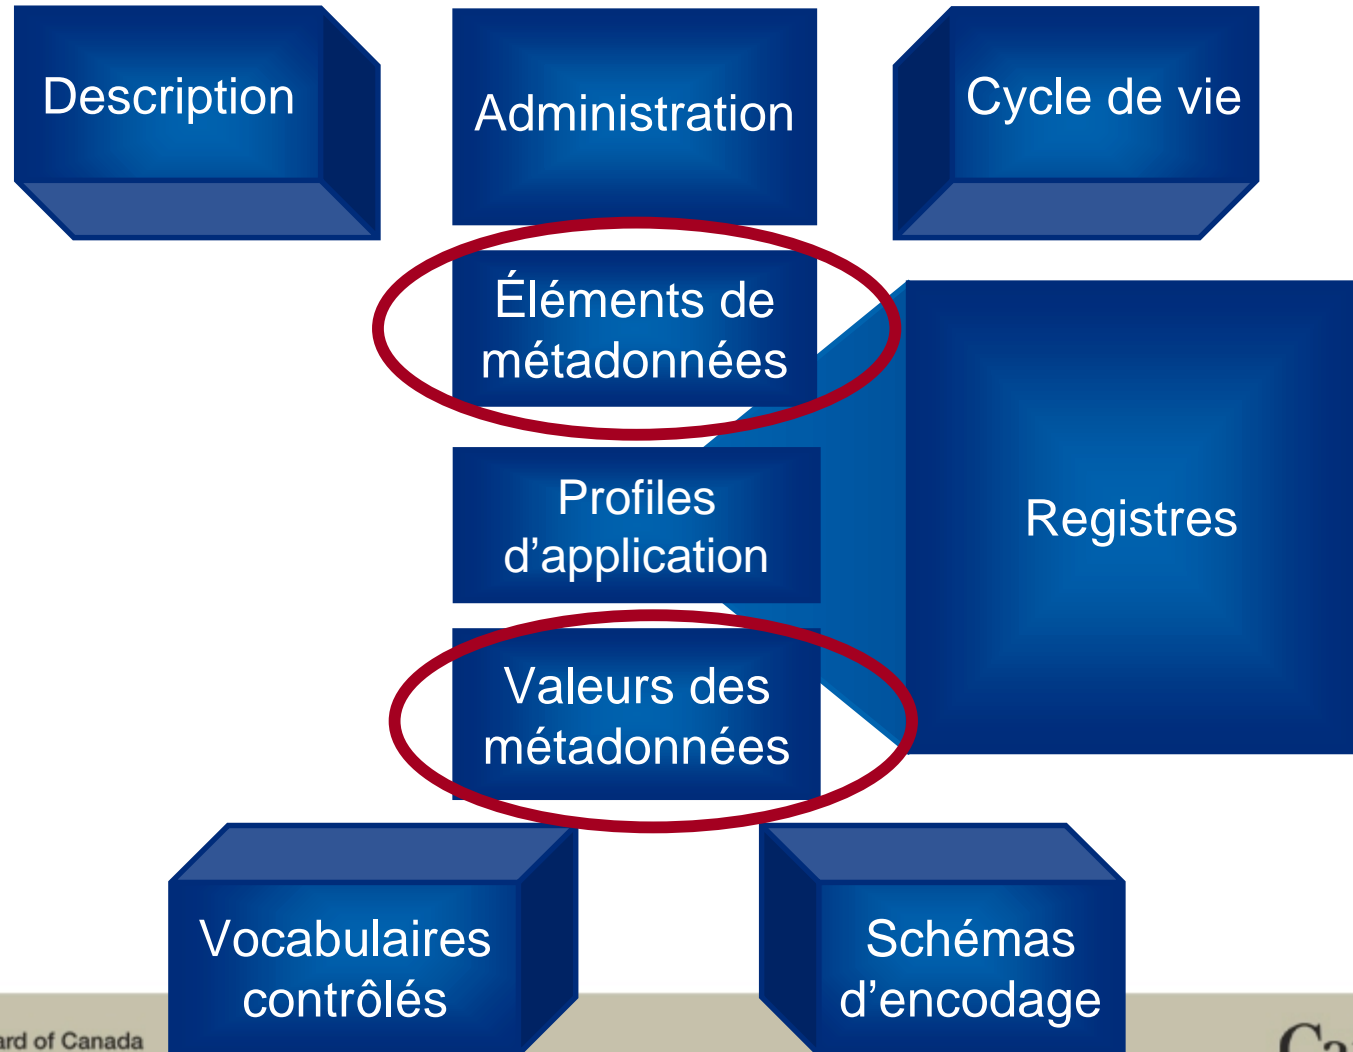 Description
Administration
Cycle de vie
Éléments de
métadonnées
Profiles
d’application
Registres
Valeurs des
métadonnées
Vocabulaires
contrôlés
Schémas
d’encodage
of Canada